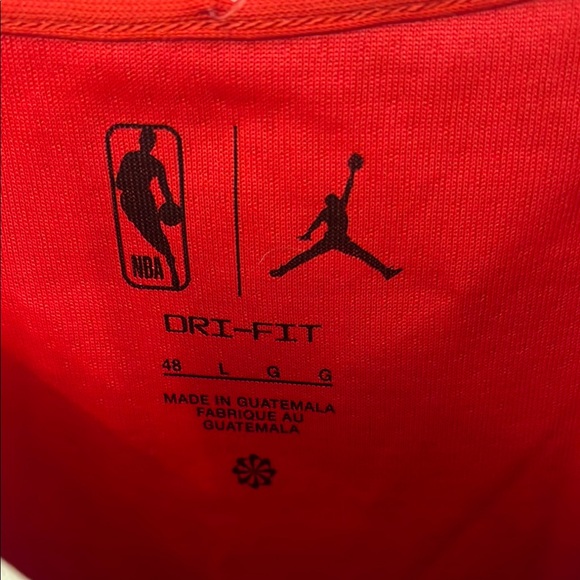 NBA
DRI-FIT
48 L G G
MADE IN GUATEMALA
FABRIQUE AU
GUATEMALA